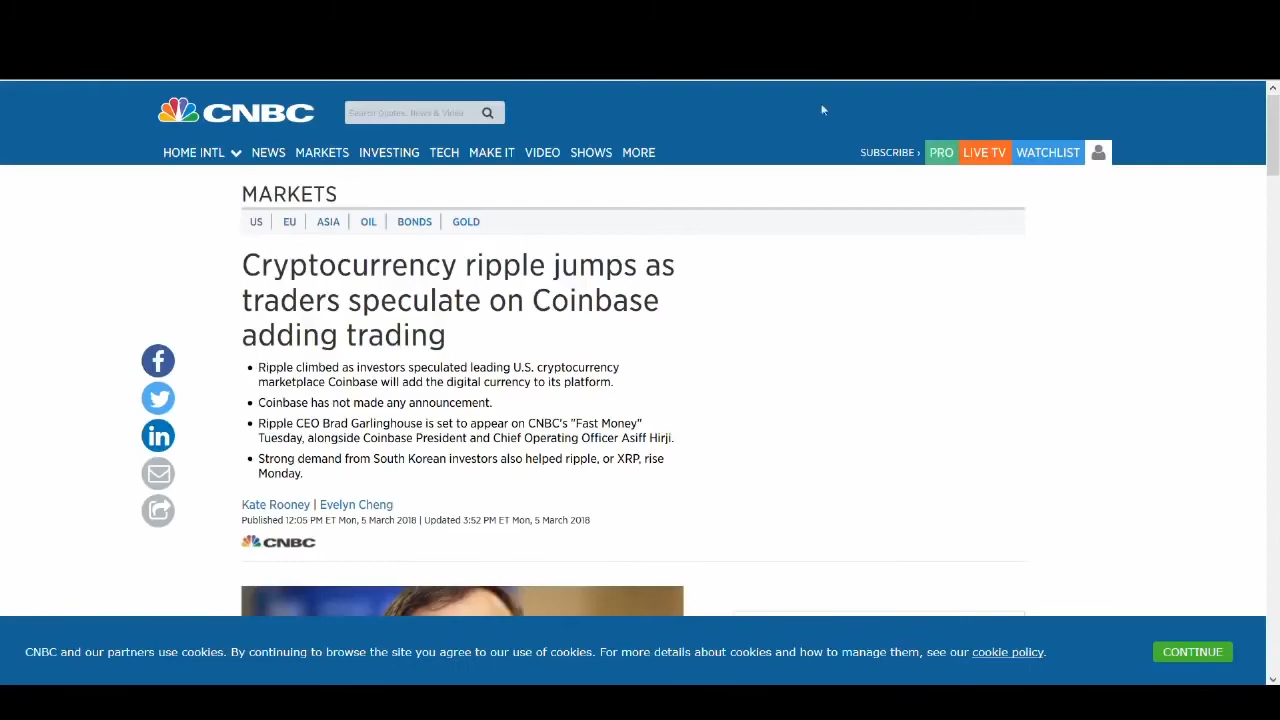 CNBC
Search Quotes, News & Video
HOME INTL NEWS MARKETS INVESTING TECH MAKE IT VIDEO SHOWS MORE SUBSCRIBE › PRO LIVE TV WATCHLIST
MARKETS
US EU ASIA OIL BONDS GOLD
Cryptocurrency ripple jumps as
traders speculate on Coinbase
adding trading
• Ripple climbed as investors speculated leading U.S. cryptocurrency
marketplace Coinbase will add the digital currency to its platform.
• Coinbase has not made any announcement.
• Ripple CEO Brad Garlinghouse is set to appear on CNBC's "Fast Money"
Tuesday, alongside Coinbase President and Chief Operating Officer Asiff Hirji.
• Strong demand from South Korean investors also helped ripple, or XRP, rise
Monday.
Kate Rooney | Evelyn Cheng
Published 12:05 PM ET Mon, 5 March 2018 | Updated 3:52 PM ET Mon, 5 March 2018
CNBC
CNBC and our partners use cookies. By continuing to browse the site you agree to our use of cookies. For more details about cookies and how to manage them, see our cookie policy.
CONTINUE